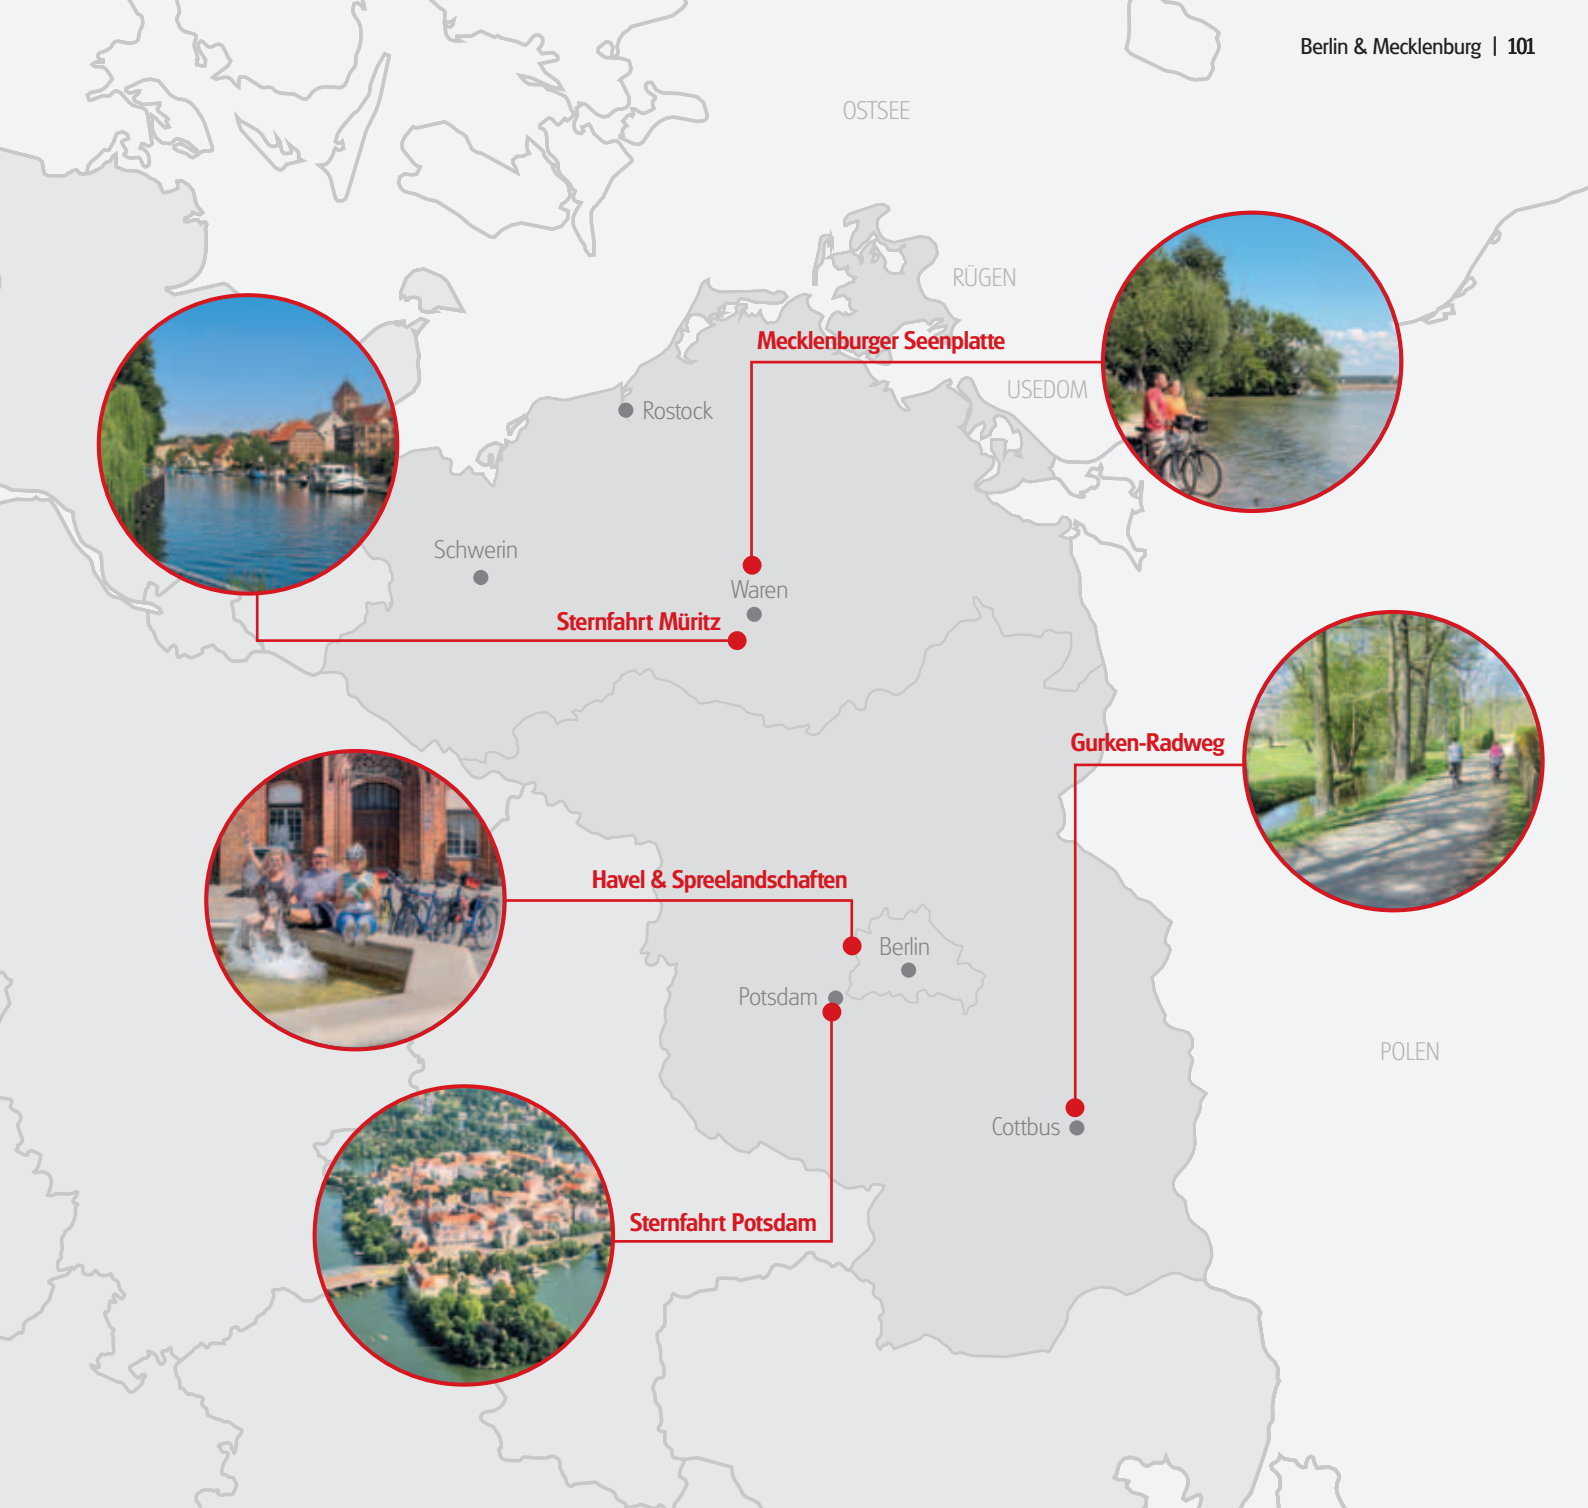 Berlin & Mecklenburg | 101
OSTSEE
RÜGEN
Mecklenburger Seenplatte
USEDOM
Rostock
Schwerin
Waren
Sternfahrt Müritz
Gurken-Radweg
Havel & Spreelandschaften
Berlin
Potsdam
POLEN
Cottbus
Sternfahrt Potsdam